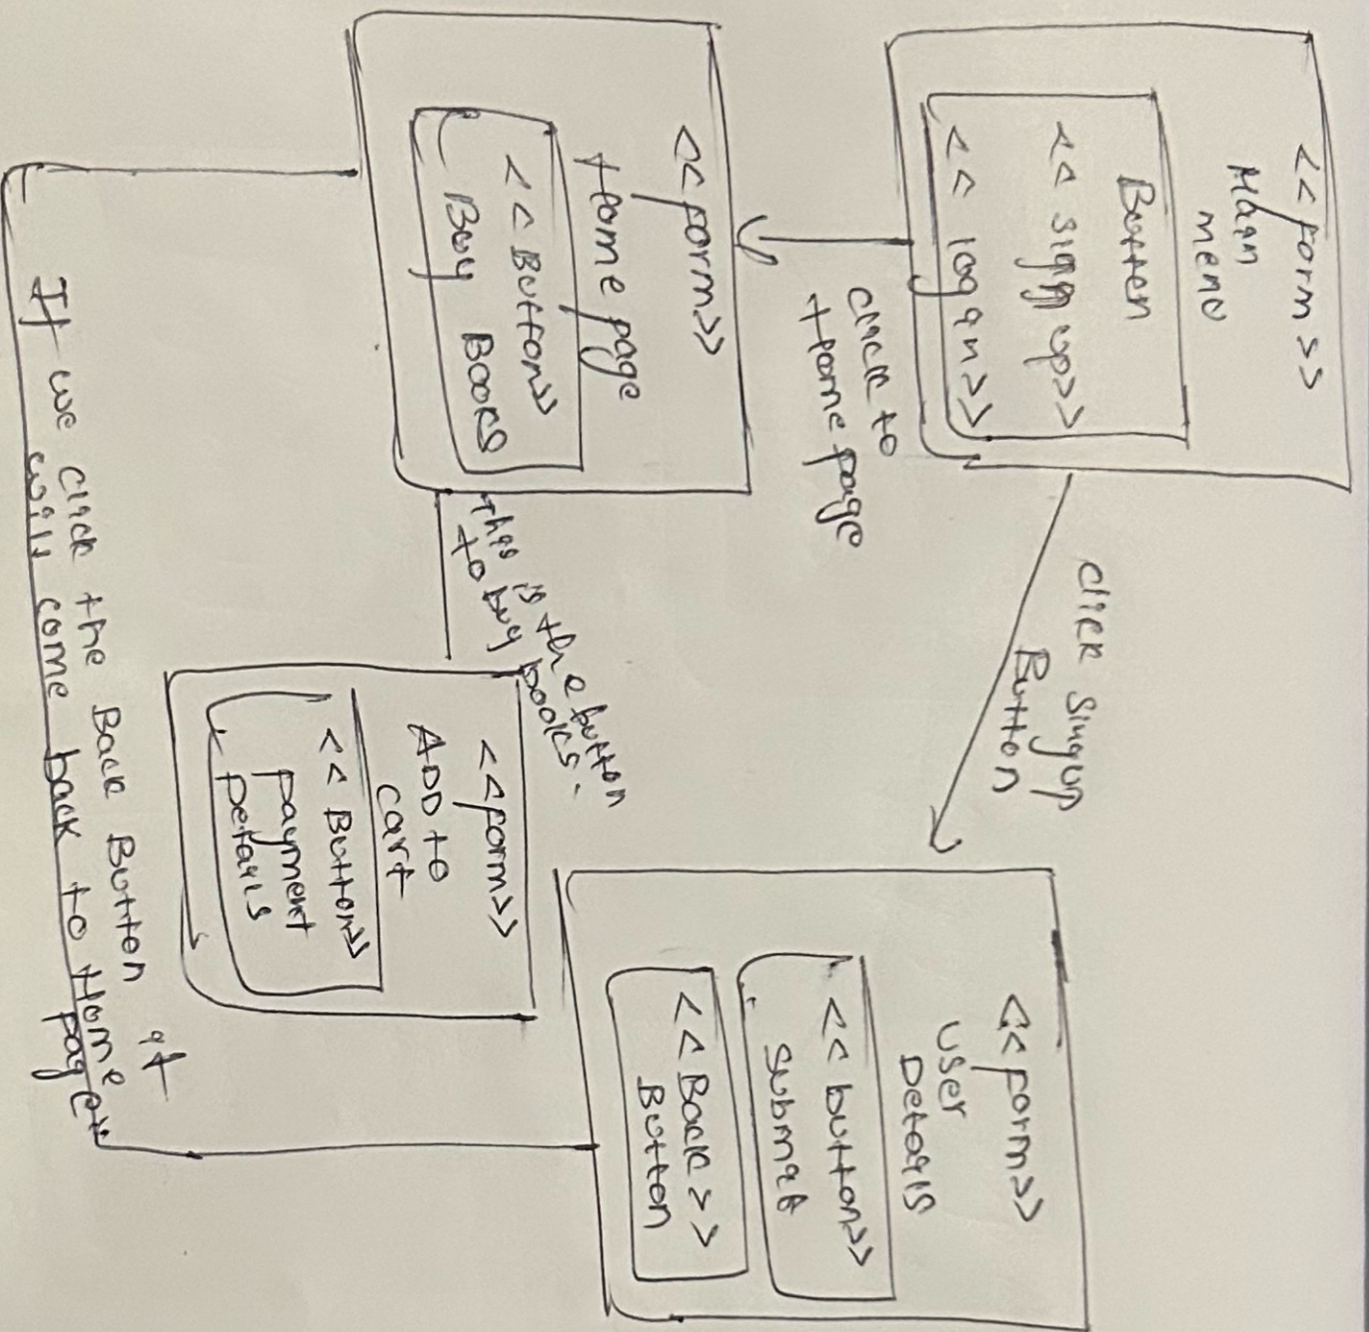 <<form>>
Main
menu
Button
<< sign up>>
<< login>>
click to
Home page
click Singup
Button
<<form>>
Home page
<<Button>>
Buy Books
this is the button
to buy books.
<<form>>
User
Details
<<button>>
Submit
<<Back>>
Button
<<form>>
ADD to
cart
<<Button>>
payment
Details
If we click the Back Button it
will come back to Home
page.